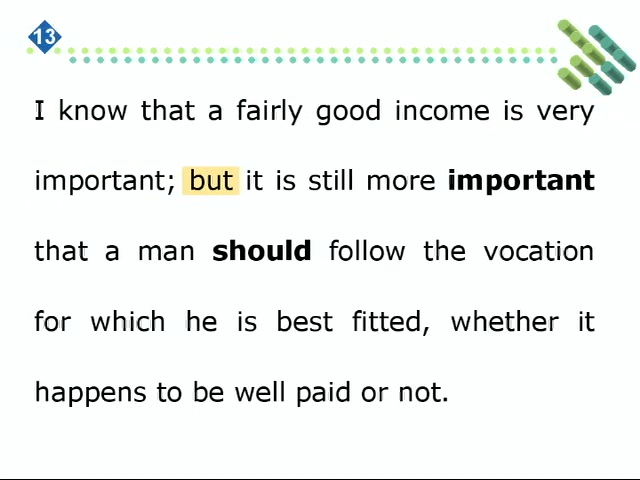 13
I know that a fairly good income is very
important; but it is still more important
that a man should follow the vocation
for which he is best fitted, whether it
happens to be well paid or not.